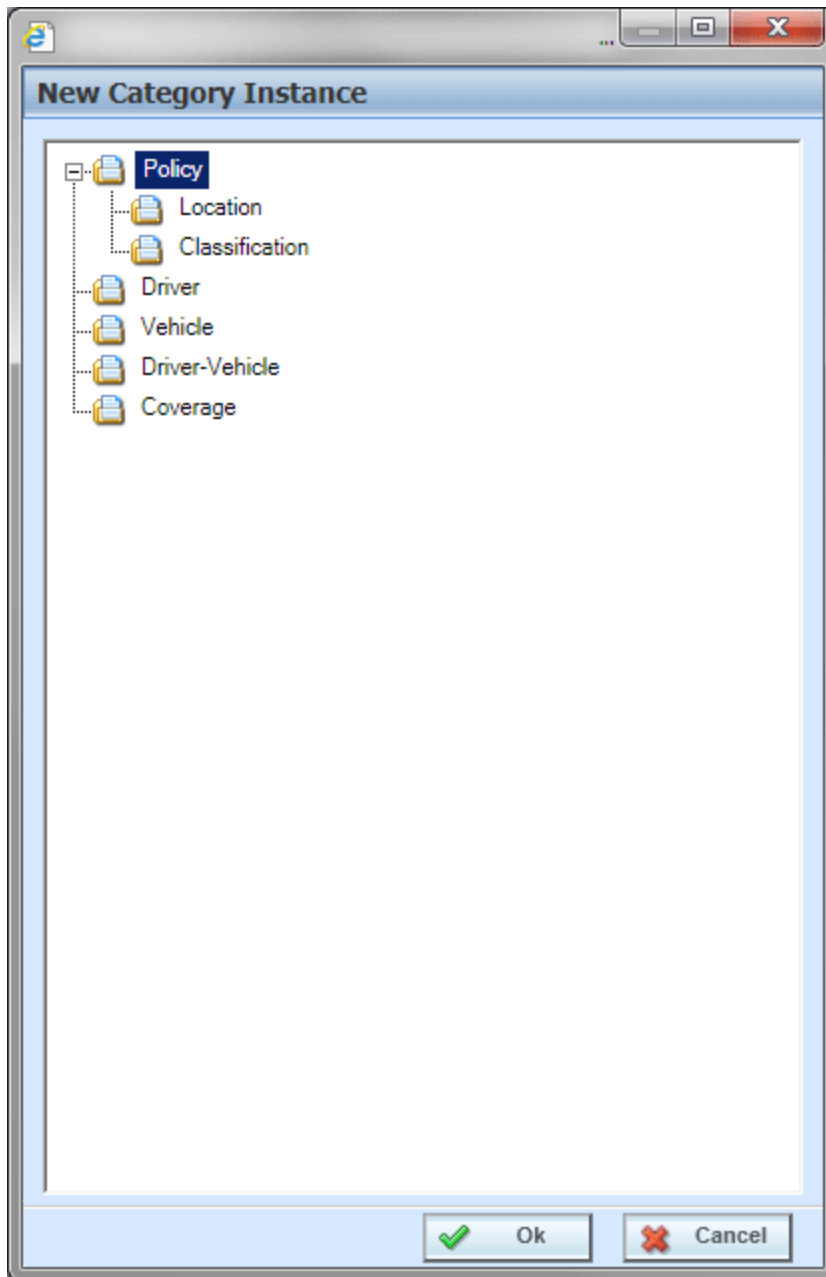 ...
New Category Instance
Policy
Location
Classification
Driver
Vehicle
Driver-Vehicle
Coverage
Ok Cancel